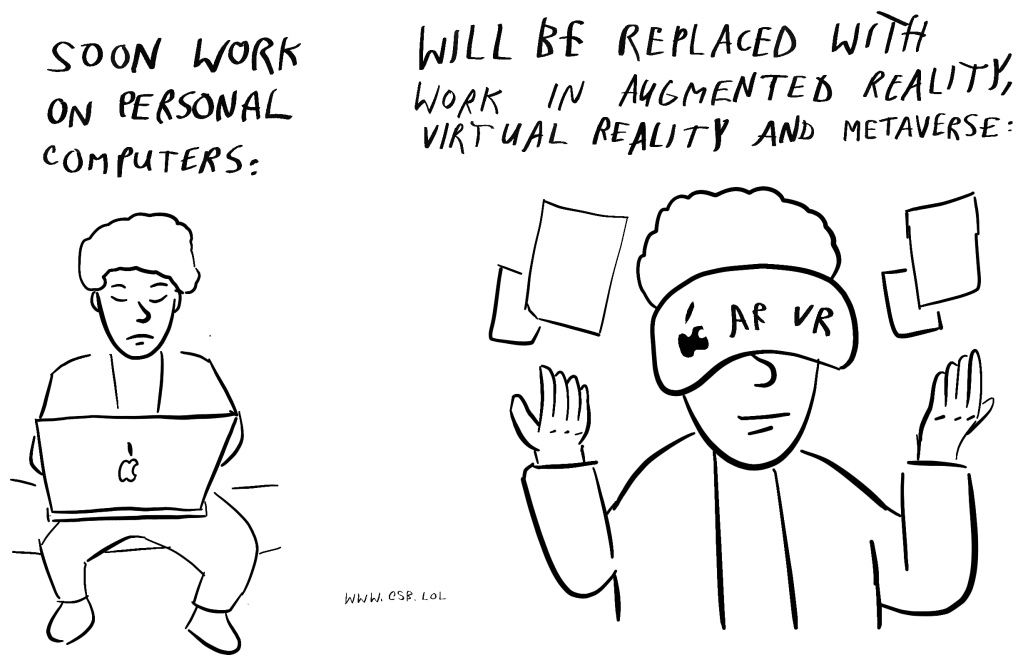 SOON WORK
ON PERSONAL
COMPUTERS:
WILL BE REPLACED WITH
WORK IN AUGMENTED REALITY,
VIRTUAL REALITY AND METAVERSE:
AR VR
WWW.CSB.LOL